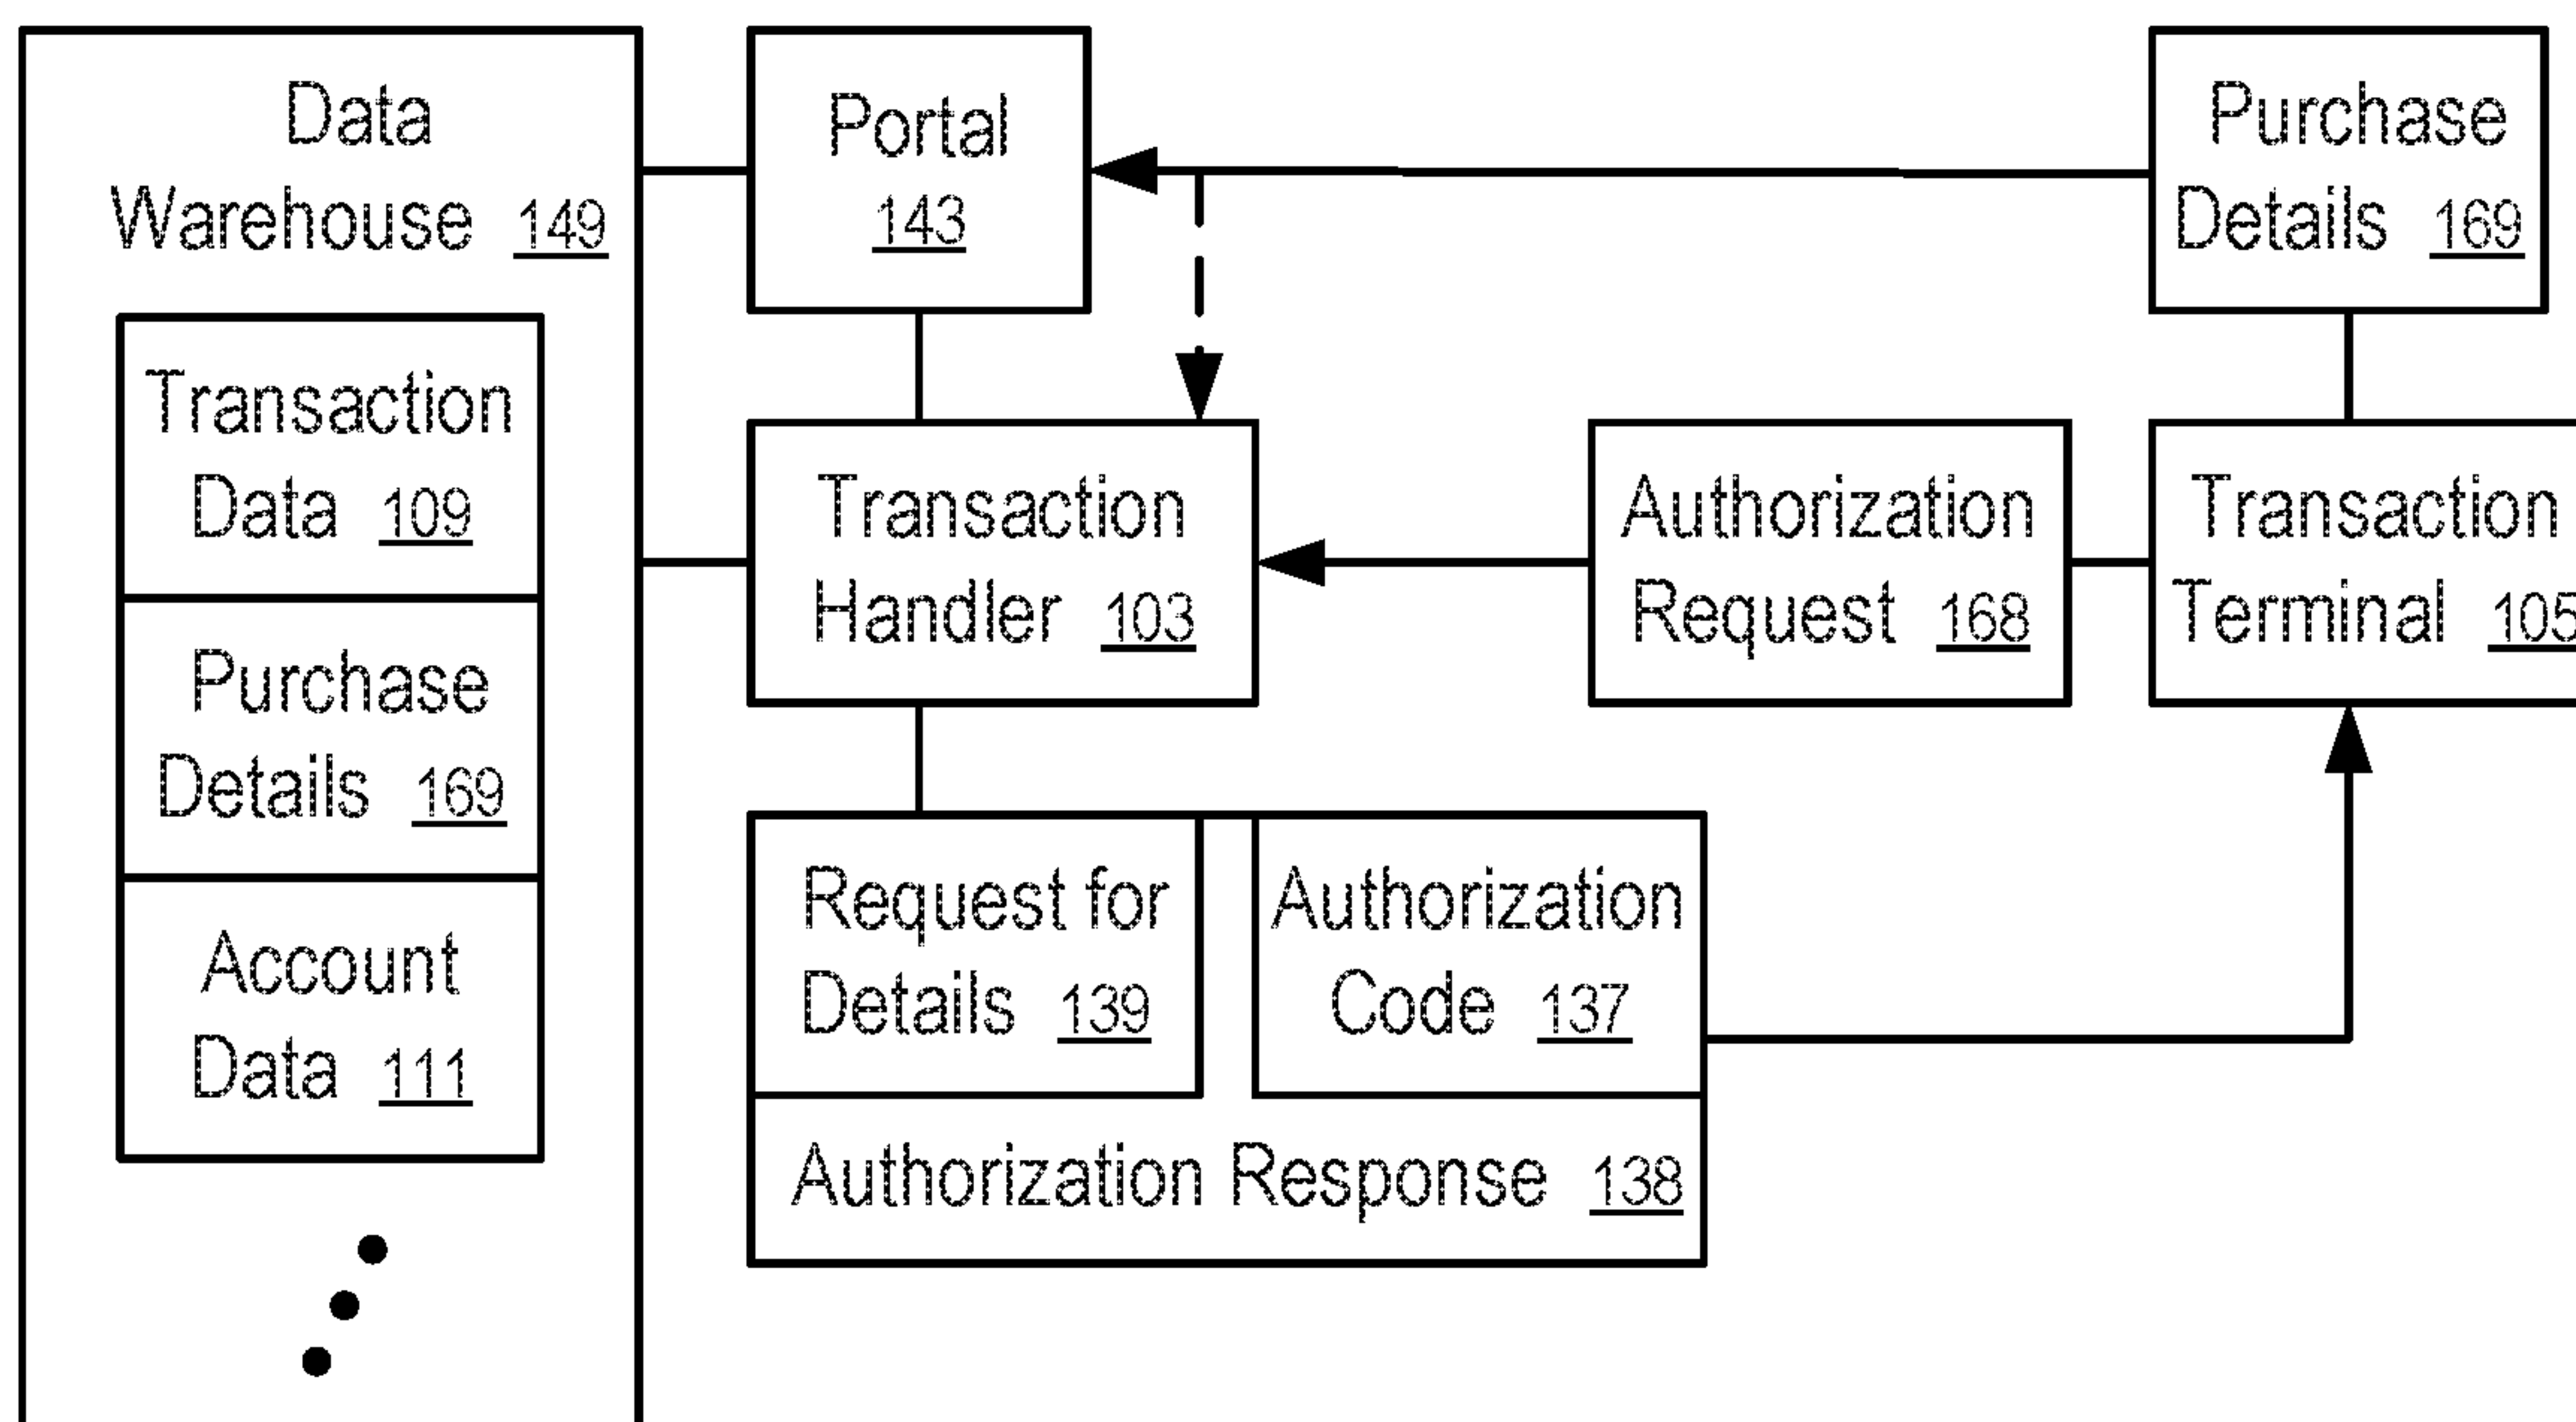 Data
Warehouse 149
Transaction
Data 109
Purchase
Details 169
Account
Data 111
Portal
143
Purchase
Details 169
Transaction
Handler 103
Authorization
Request 168
Transaction
Terminal 105
Request for
Details 139
Authorization
Code 137
Authorization Response 138